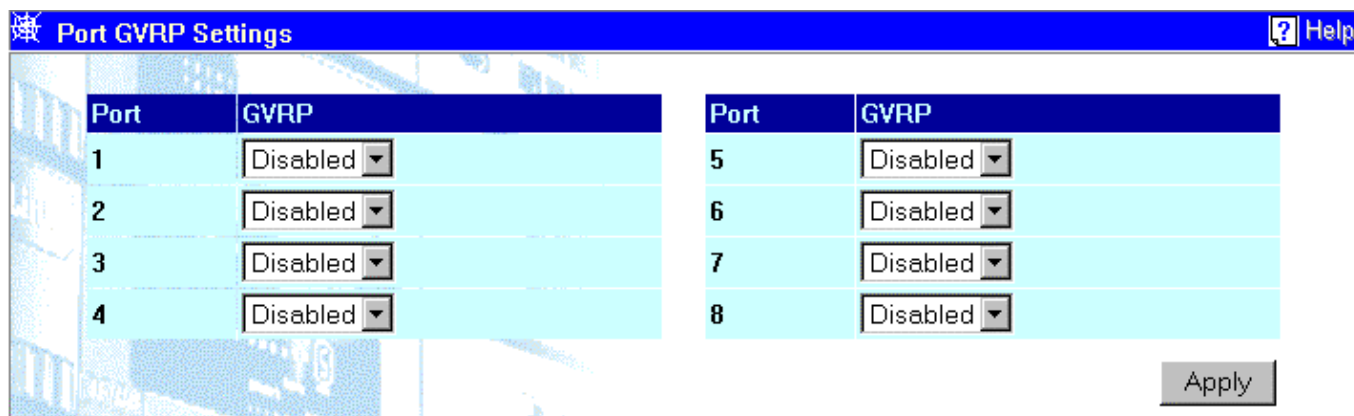 Port GVRP Settings
Help
Port GVRP
1 Disabled
2 Disabled
3 Disabled
4 Disabled
Port GVRP
5 Disabled
6 Disabled
7 Disabled
8 Disabled
Apply